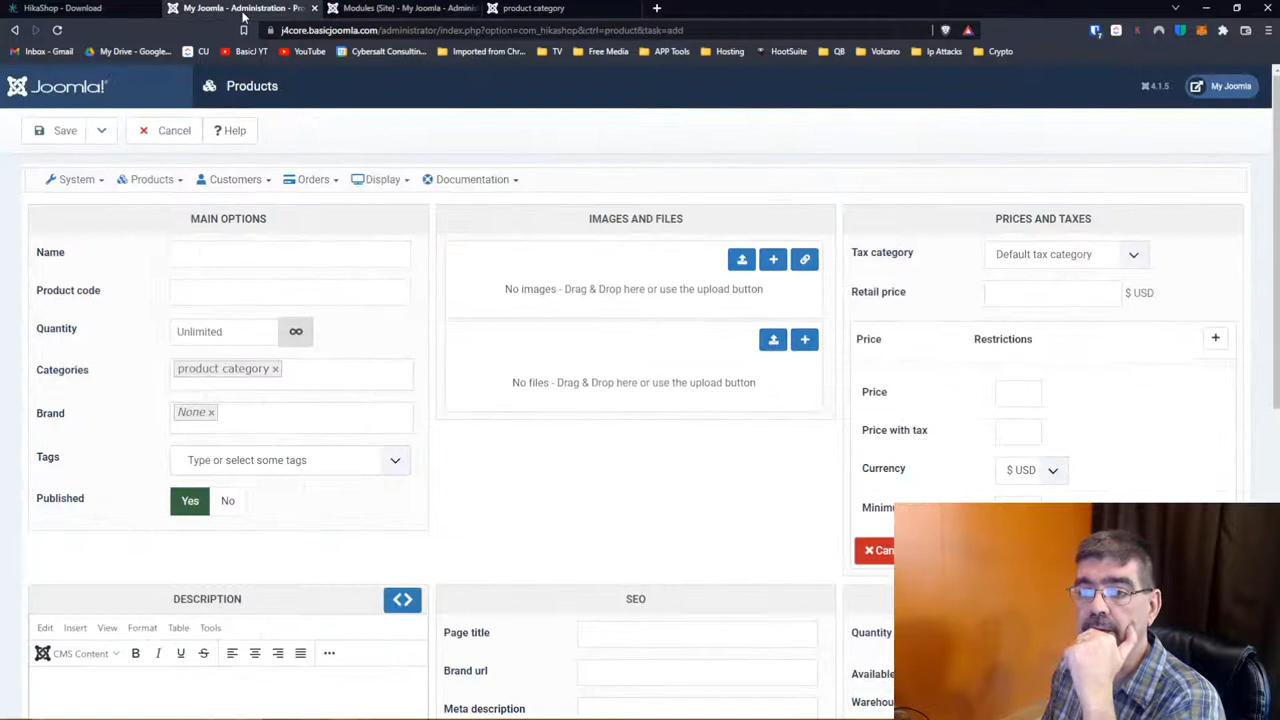 HikaShop - Download
My Joomla - Administration - Pro
Modules (Site) - My Joomla - Admini
product category
j4core.basicjoomla.com/administrator/index.php?option=com_hikashop&ctrl=product&task=add
Inbox - Gmail
My Drive - Google...
CU
BasicJ YT
YouTube
Cybersalt Consulti...
Imported from Chr...
TV
Free Media
APP Tools
Hosting
HootSuite
QB
Volcano
Ip Attacks
Crypto
Joomla!
Products
4.1.5
My Joomla
Save
Cancel
? Help
System
Products
Customers
Orders
Display
Documentation
MAIN OPTIONS
Name
Product code
Quantity
Unlimited
Categories
product category ×
Brand
None ×
Tags
Type or select some tags
Published
Yes
No
IMAGES AND FILES
No images - Drag & Drop here or use the upload button
No files - Drag & Drop here or use the upload button
PRICES AND TAXES
Tax category
Default tax category
Retail price
$ USD
Price
Restrictions
+
Price
Price with tax
Currency
$ USD
Minim
Can
DESCRIPTION
Edit
Insert
View
Format
Table
Tools
CMS Content
B
I
U
S
SEO
Page title
Brand url
Meta description
Quantity
Available
Warehou